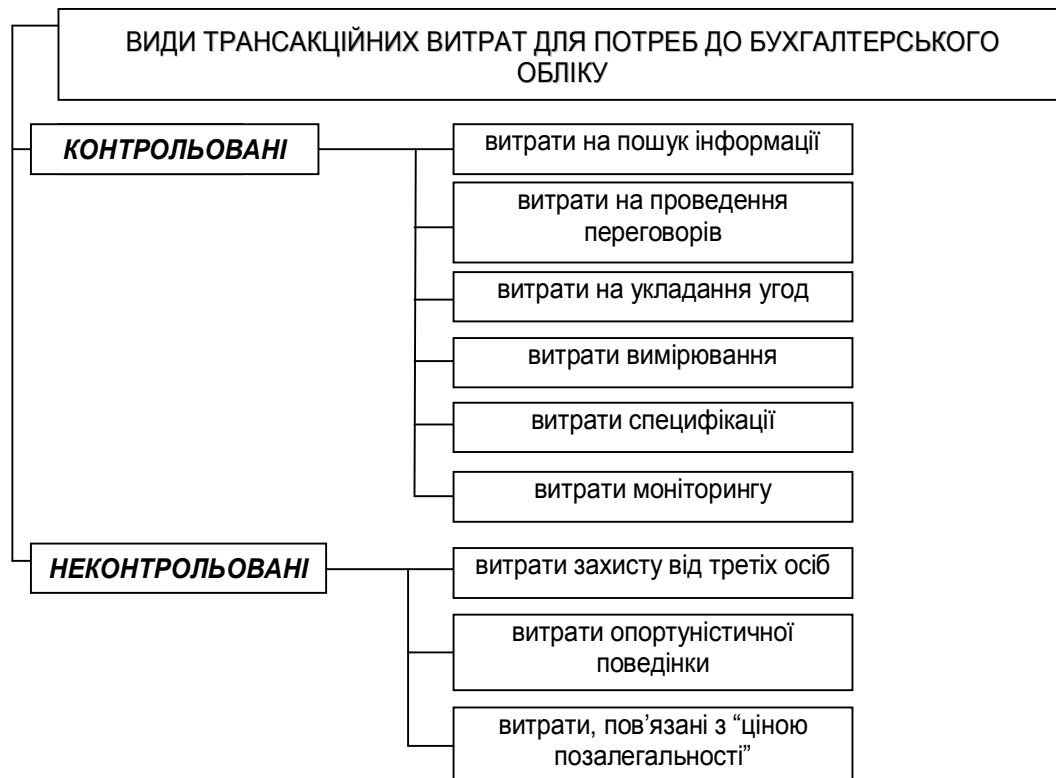 ВИДИ ТРАНСАКЦІЙНИХ ВИТРАТ ДЛЯ ПОТРЕБ ДО БУХГАЛТЕРСЬКОГО
ОБЛІКУ
КОНТРОЛЬОВАНІ
витрати на пошук інформації
витрати на проведення
переговорів
витрати на укладання угод
витрати вимірювання
витрати специфікації
витрати моніторингу
НЕКОНТРОЛЬОВАНІ
витрати захисту від третіх осіб
витрати опортуністичної
поведінки
витрати, пов’язані з “ціною
позалегальності”